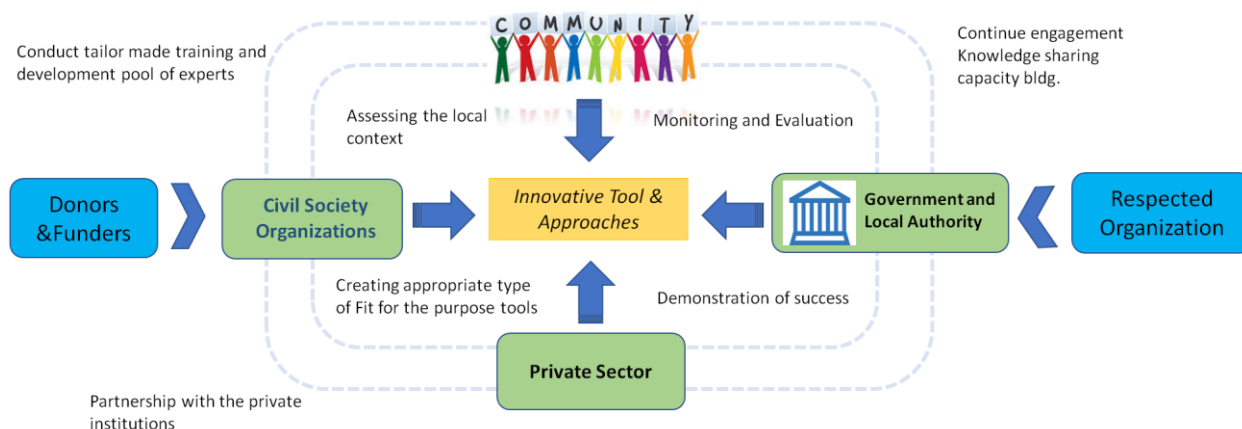 COMMUNITY
Conduct tailor made training and
development pool of experts
Continue engagement
Knowledge sharing
capacity bldg.
Assessing the local
context
Monitoring and Evaluation
Donors
&Funders
Civil Society
Organizations
Innovative Tool &
Approaches
Government and
Local Authority
Respected
Organization
Creating appropriate type
of Fit for the purpose tools
Demonstration of success
Private Sector
Partnership with the private
institutions